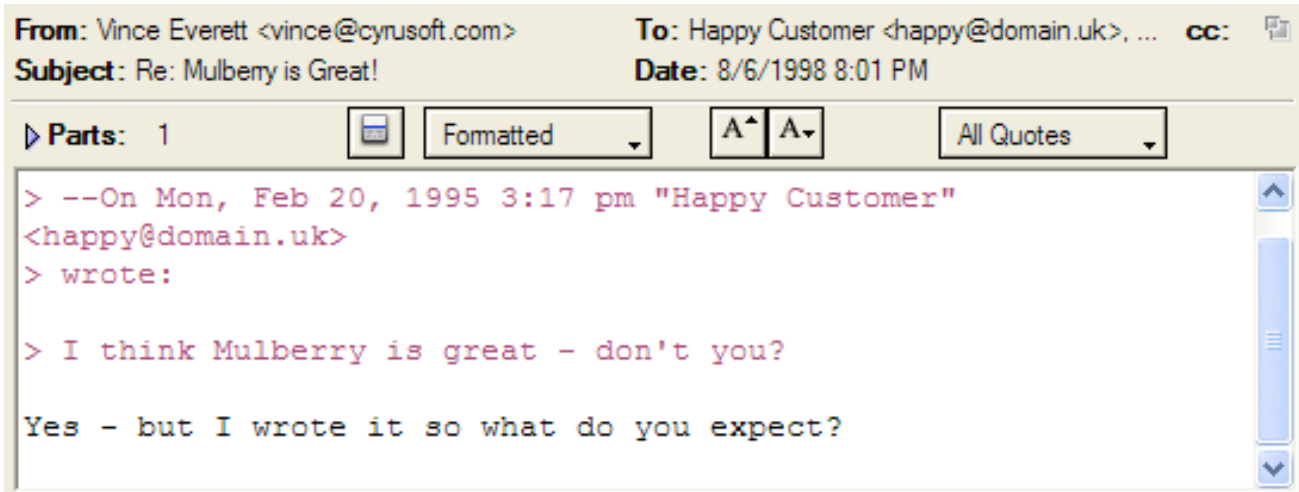 From: Vince Everett <vince@cyrusoft.com> To: Happy Customer <happy@domain.uk>, ... cc:
Subject: Re: Mulberry is Great! Date: 8/6/1998 8:01 PM
Parts: 1 Formatted A A All Quotes
> --On Mon, Feb 20, 1995 3:17 pm "Happy Customer"
<happy@domain.uk>
> wrote:
> I think Mulberry is great - don't you?
Yes - but I wrote it so what do you expect?